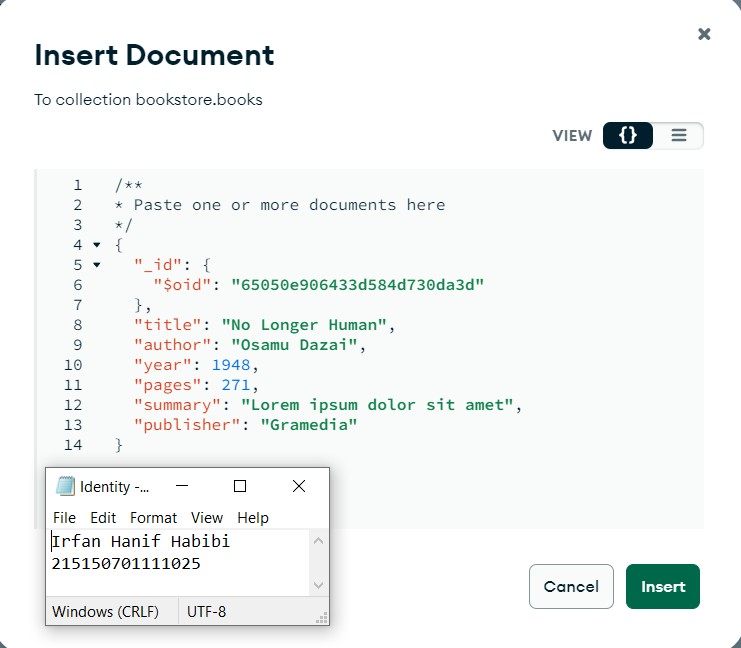 Insert Document
To collection bookstore.books
VIEW {}
1 /**
2 * Paste one or more documents here
3 */
4 {
5 "_id": {
6 "$oid": "65050e906433d584d730da3d"
7 },
8 "title": "No Longer Human",
9 "author": "Osamu Dazai",
10 "year": 1948,
11 "pages": 271,
12 "summary": "Lorem ipsum dolor sit amet",
13 "publisher": "Gramedia"
14 }
Identity -...
File Edit Format View Help
Irfan Hanif Habibi
215150701111025
Windows (CRLF) UTF-8
Cancel Insert